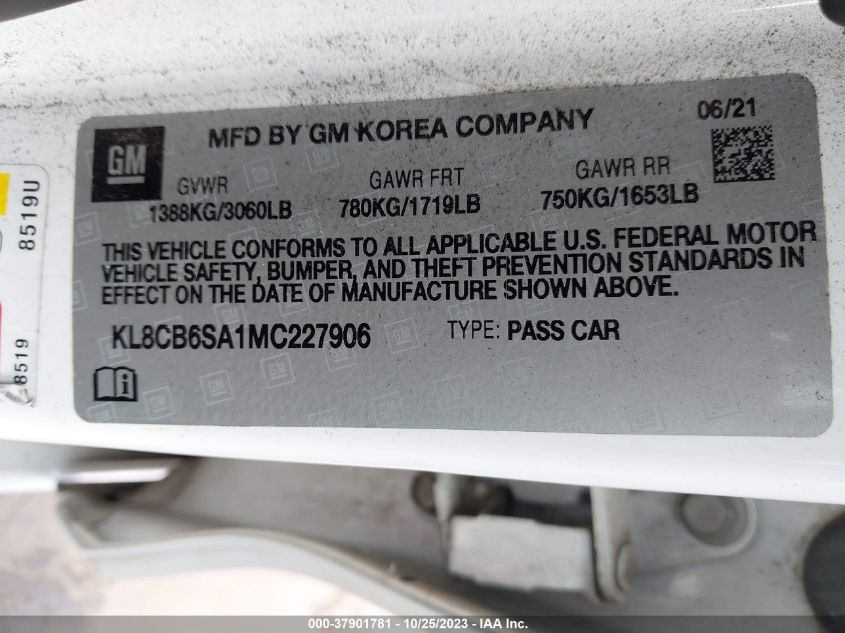 GM
MFD BY GM KOREA COMPANY
06/21
GVWR
1388KG/3060LB
GAWR FRT
780KG/1719LB
GAWR RR
750KG/1653LB
THIS VEHICLE CONFORMS TO ALL APPLICABLE U.S. FEDERAL MOTOR
VEHICLE SAFETY, BUMPER, AND THEFT PREVENTION STANDARDS IN
EFFECT ON THE DATE OF MANUFACTURE SHOWN ABOVE.
KL8CB6SA1MC227906
TYPE: PASS CAR
8519U
8519
000-37901781 - 10/25/2023 - IAA Inc.